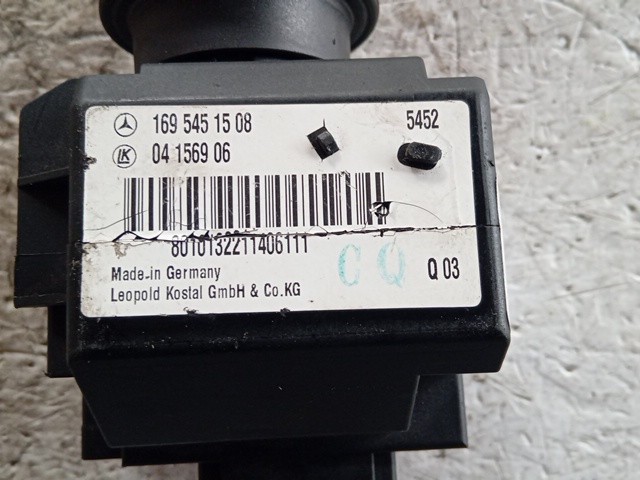 169 545 15 08 5452
LK 04 1569 06
8010132211406111
Made in Germany
Leopold Kostal GmbH & Co.KG
CQ Q 03